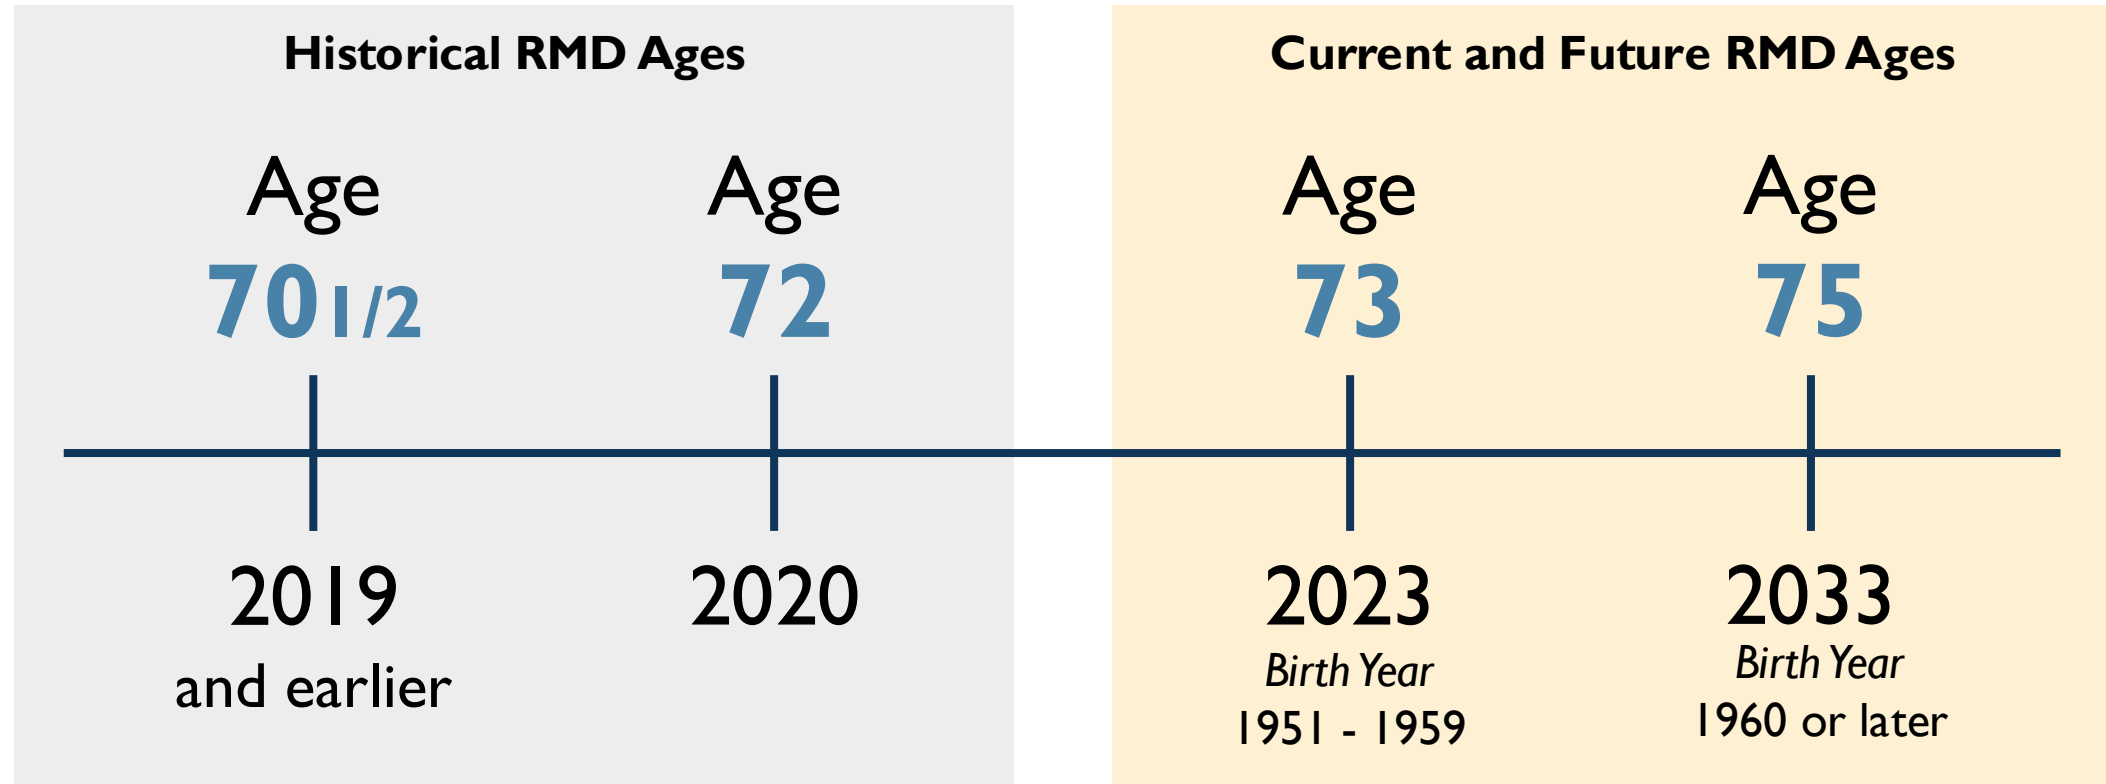 Historical RMD Ages
Age
70 1/2
2019
and earlier
Age
72
2020
Current and Future RMD Ages
Age
73
2023
Birth Year
1951 - 1959
Age
75
2033
Birth Year
1960 or later